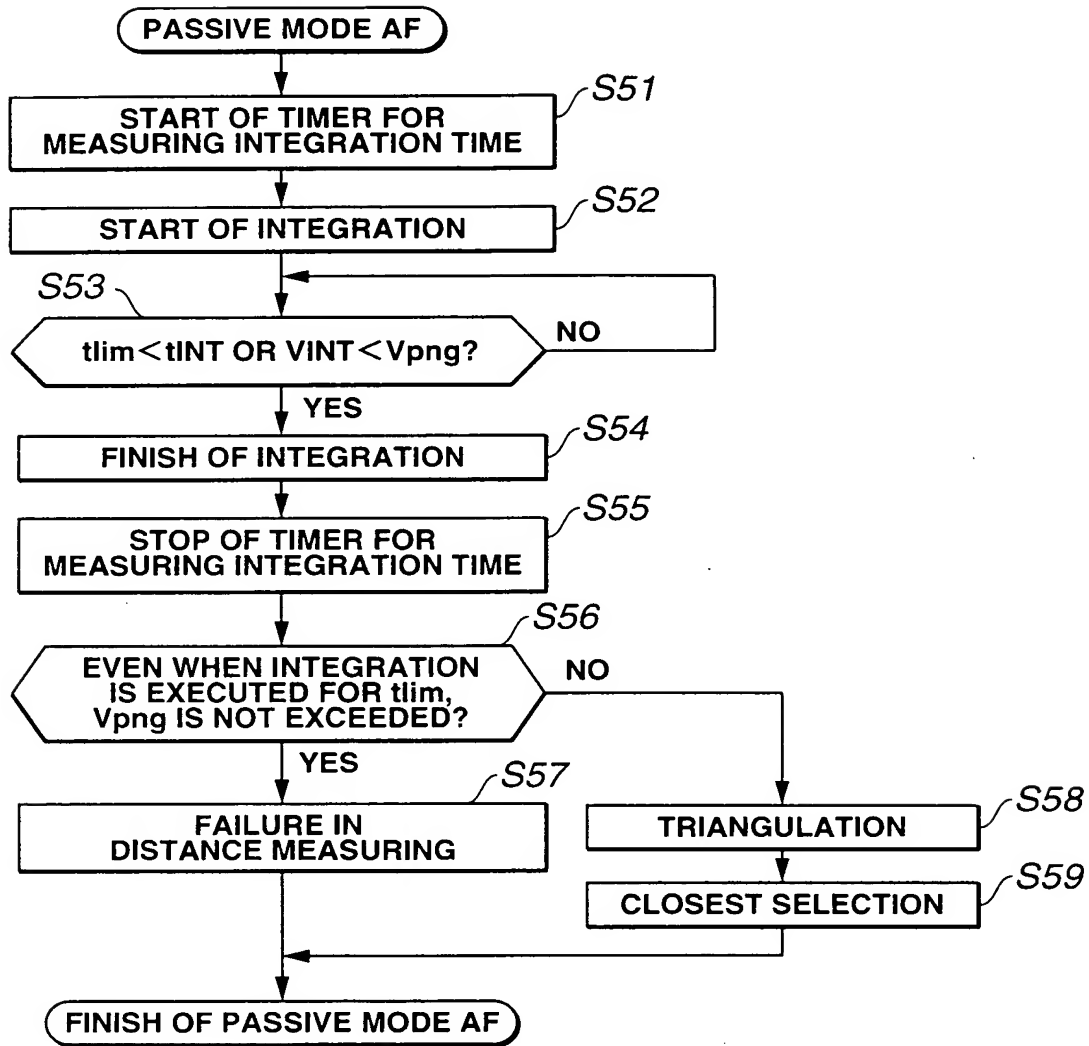 PASSIVE MODE AF
S51
START OF TIMER FOR
MEASURING INTEGRATION TIME
S52
START OF INTEGRATION
S53
tlim<tINT OR VINT<Vpng?
NO
YES
S54
FINISH OF INTEGRATION
S55
STOP OF TIMER FOR
MEASURING INTEGRATION TIME
S56
EVEN WHEN INTEGRATION
IS EXECUTED FOR tlim,
Vpng IS NOT EXCEEDED?
NO
YES
S57
FAILURE IN
DISTANCE MEASURING
S58
TRIANGULATION
S59
CLOSEST SELECTION
FINISH OF PASSIVE MODE AF